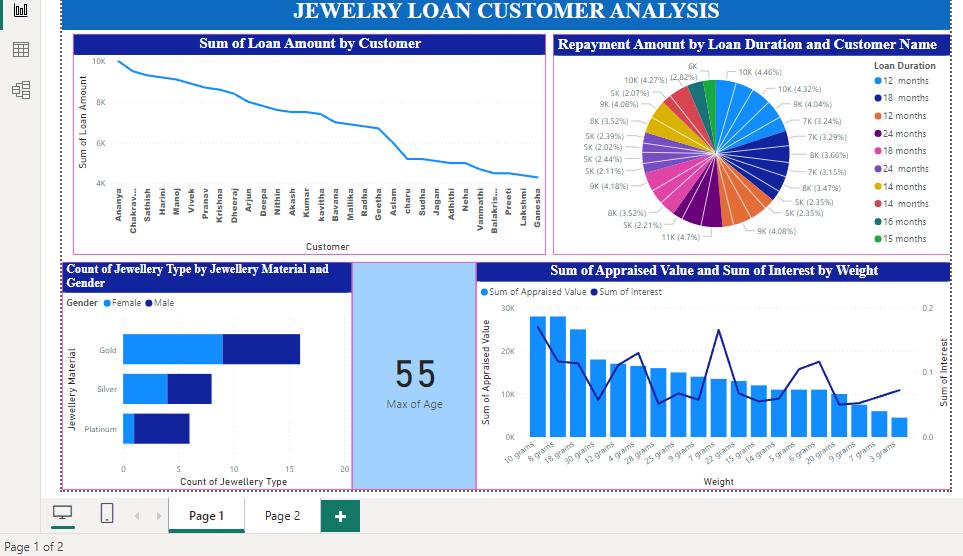 JEWELRY LOAN CUSTOMER ANALYSIS
Sum of Loan Amount by Customer
Sum of Loan Amount
10K
8K
6K
4K
Ananya
Chakrav...
Sathish
Harini
Manoj
Vivek
Pranav
Krishna
Dheeraj
Arjun
Deepa
Nithin
Akash
Kumar
Kavitha
Bavana
Mallika
Radha
Geetha
Aslam
charu
Sudha
Jagan
Adhithi
Neha
Vanmathi
Balakris...
Preeti
Lakshmi
Ganesha
Customer
Repayment Amount by Loan Duration and Customer Name
6K
(2.82%)
10K (4.46%)
10K (4.32%)
9K (4.04%)
7K (3.24%)
7K (3.29%)
8K (3.66%)
7K (3.15%)
8K (3.47%)
5K (2.35%)
5K (2.35%)
9K (4.08%)
11K (4.7%)
5K (2.21%)
8K (3.52%)
9K (4.18%)
5K (2.11%)
5K (2.44%)
5K (2.02%)
5K (2.39%)
8K (3.52%)
9K (4.08%)
5K (2.07%)
10K (4.27%)
Loan Duration
12 months
18 months
12 months
24 months
18 months
24 months
14 months
14 months
16 months
15 months
Count of Jewellery Type by Jewellery Material and
Gender
Gender Female Male
Jewellery Material
Gold
Silver
Platinum
0 5 10 15 20
Count of Jewellery Type
55
Max of Age
Sum of Appraised Value and Sum of Interest by Weight
Sum of Appraised Value Sum of Interest
Sum of Appraised Value
30K
20K
10K
0K
0.2
0.1
0.0
Sum of Interest
10 grams
8 grams
18 grams
30 grams
12 grams
4 grams
28 grams
25 grams
9 grams
7 grams
22 grams
15 grams
14 grams
5 grams
6 grams
20 grams
9 grams
7 grams
3 grams
Weight
Page 1
Page 2
+
Page 1 of 2